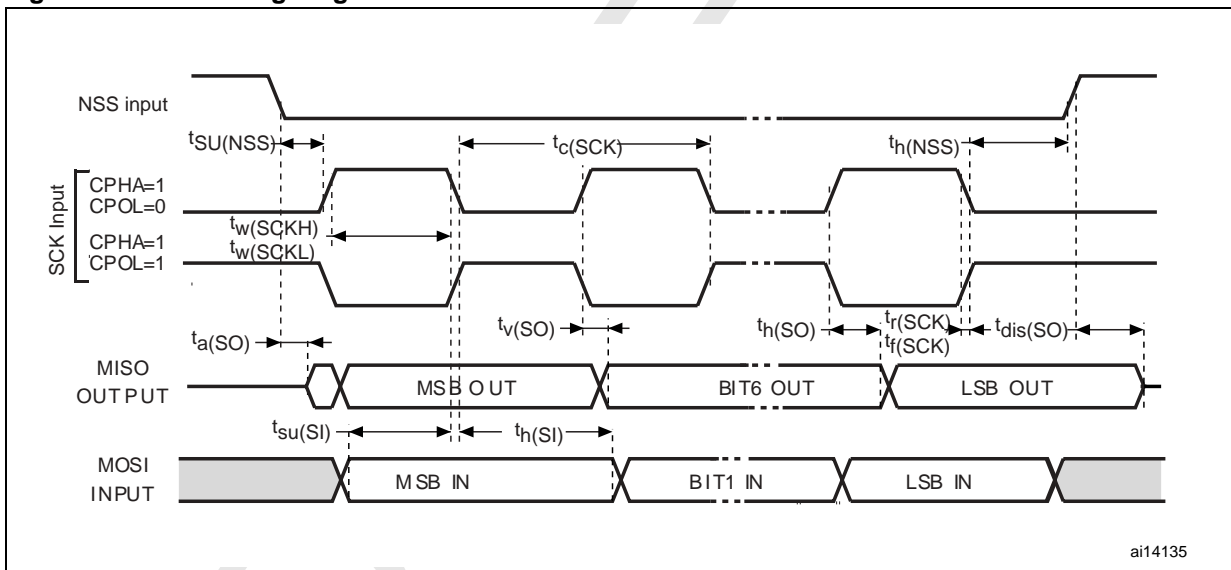 NSS input
tSU(NSS)
tc(SCK)
th(NSS)
SCK Input
CPHA=1
CPOL=0
tw(SCKH)
CPHA=1
tw(SCKL)
CPOL=1
ta(SO)
tv(SO)
th(SO)
tr(SCK)
tf(SCK)
tdis(SO)
MISO
OUTPUT
MSB OUT
BIT6 OUT
LSB OUT
tsu(SI)
th(SI)
MOSI
INPUT
MSB IN
BIT1 IN
LSB IN
ai14135